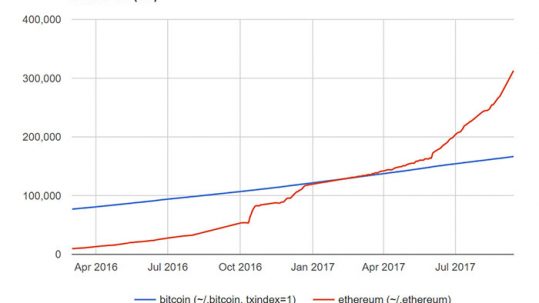 400,000
300,000
200,000
100,000
0
Apr 2016 Jul 2016 Oct 2016 Jan 2017 Apr 2017 Jul 2017
bitcoin (~/.bitcoin, txindex=1) ethereum (~/.ethereum)